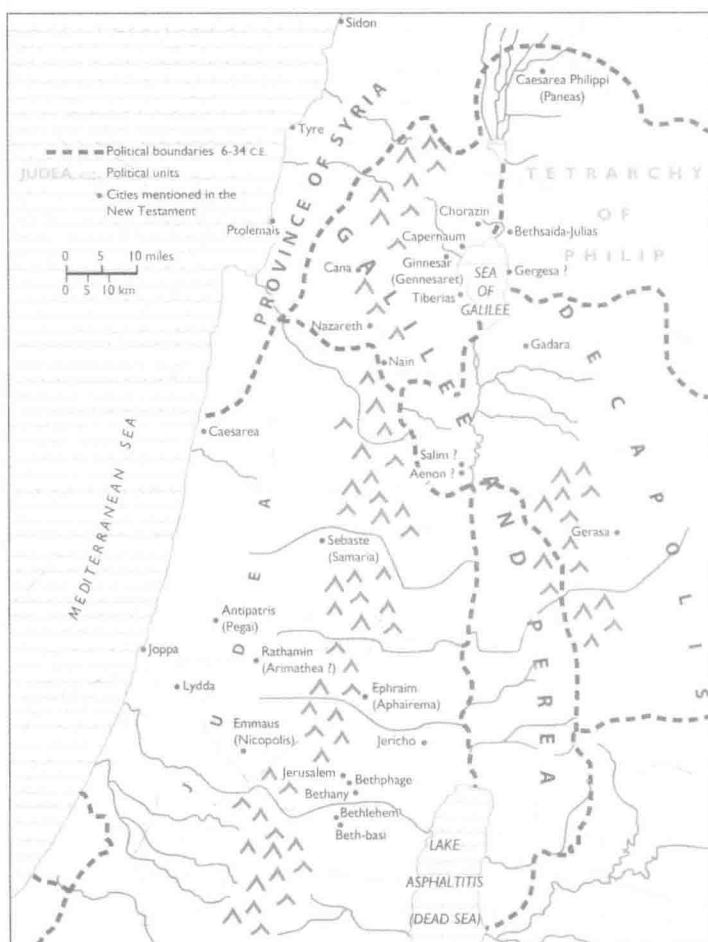 Sidon
Caesarea Philippi
(Paneas)
Tyre
Political boundaries 6-34 C.E.
JUDEA
Political units
Cities mentioned in the
New Testament
PROVINCE OF SYRIA
TETRARCHY
OF
PHILIP
Ptolemais
Chorazin
Bethsaida-Julias
Capernaum
0 5 10 miles
0 5 10 km
Cana
Ginnesar
(Gennesaret)
SEA
OF
GALILEE
Gergesa ?
Tiberias
GALILEE AND PEREA
DECAPOLIS
Nazareth
Gadara
Nain
Caesarea
MEDITERRANEAN SEA
Salim ?
Aenon ?
JUDEA
Sebaste
(Samaria)
Gerasa
Antipatris
(Pegai)
Joppa
Rathamin
(Arimathea ?)
Lydda
Ephraim
(Aphairema)
Emmaus
(Nicopolis)
Jericho
Jerusalem
Bethphage
Bethany
Bethlehem
Beth-basi
LAKE
ASPHALTITIS
(DEAD SEA)